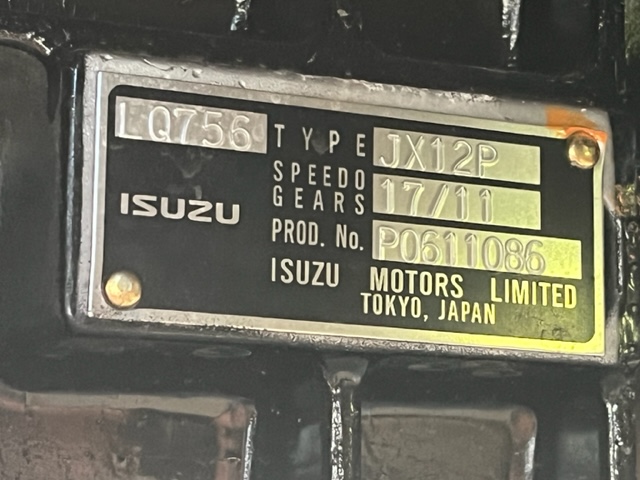 LQ756 TYPE JX12P
SPEEDO GEARS 17/11
ISUZU
PROD. No. P0611086
ISUZU MOTORS LIMITED
TOKYO, JAPAN